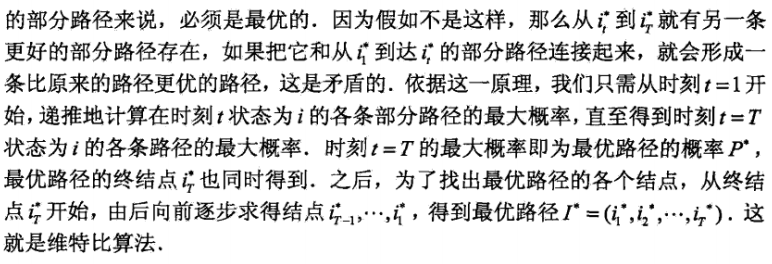 的部分路径来说，必须是最优的．因为假如不是这样，那么从 $i_t^*$ 到 $i_T^*$ 就有另一条
更好的部分路径存在，如果把它和从 $i_1^*$ 到达 $i_t^*$ 的部分路径连接起来，就会形成一
条比原来的路径更优的路径，这是矛盾的．依据这一原理，我们只需从时刻 $t=1$ 开
始，递推地计算在时刻 $t$ 状态为 $i$ 的各条部分路径的最大概率，直至得到时刻 $t=T$
状态为 $i$ 的各条路径的最大概率．时刻 $t=T$ 的最大概率即为最优路径的概率 $P^*$，
最优路径的终结点 $i_T^*$ 也同时得到．之后，为了找出最优路径的各个结点，从终结
点 $i_T^*$ 开始，由后向前逐步求得结点 $i_{T-1}^*,\cdots,i_1^*$，得到最优路径 $I^*=(i_1^*,i_2^*,\cdots,i_T^*)$．这
就是维特比算法．